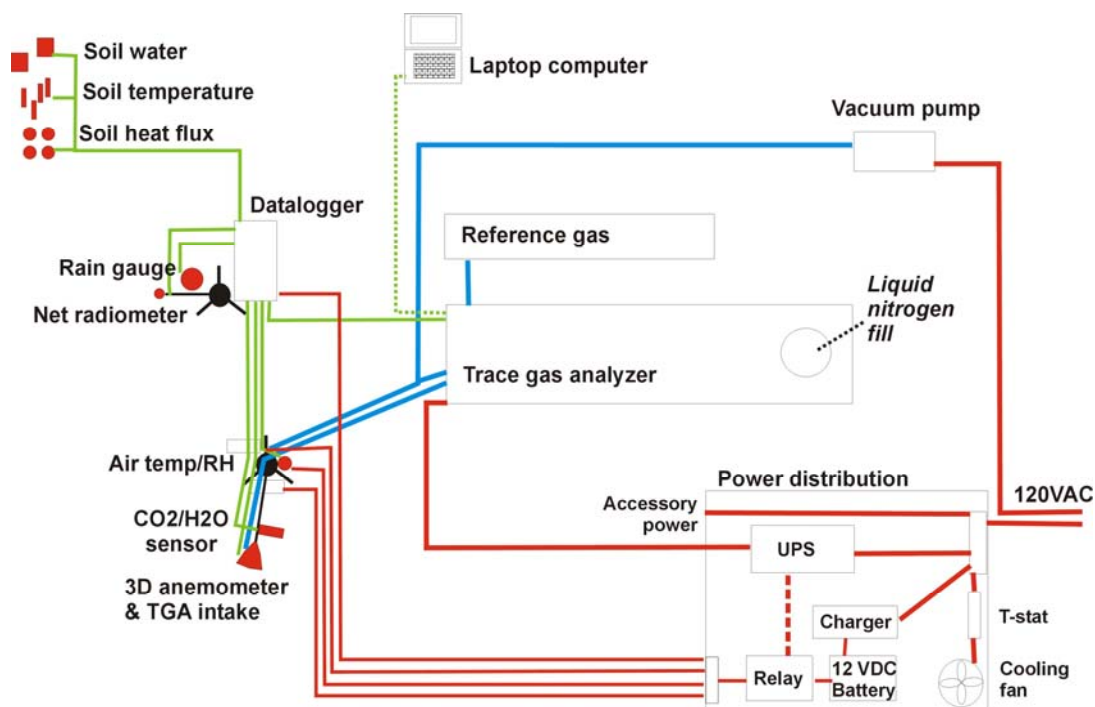 Soil water
Soil temperature
Soil heat flux
Laptop computer
Vacuum pump
Datalogger
Reference gas
Rain gauge
Net radiometer
Liquid
nitrogen
fill
Trace gas analyzer
Air temp/RH
CO2/H2O
sensor
3D anemometer
& TGA intake
Power distribution
Accessory
power
120VAC
UPS
Charger
T-stat
Relay
12 VDC
Battery
Cooling
fan